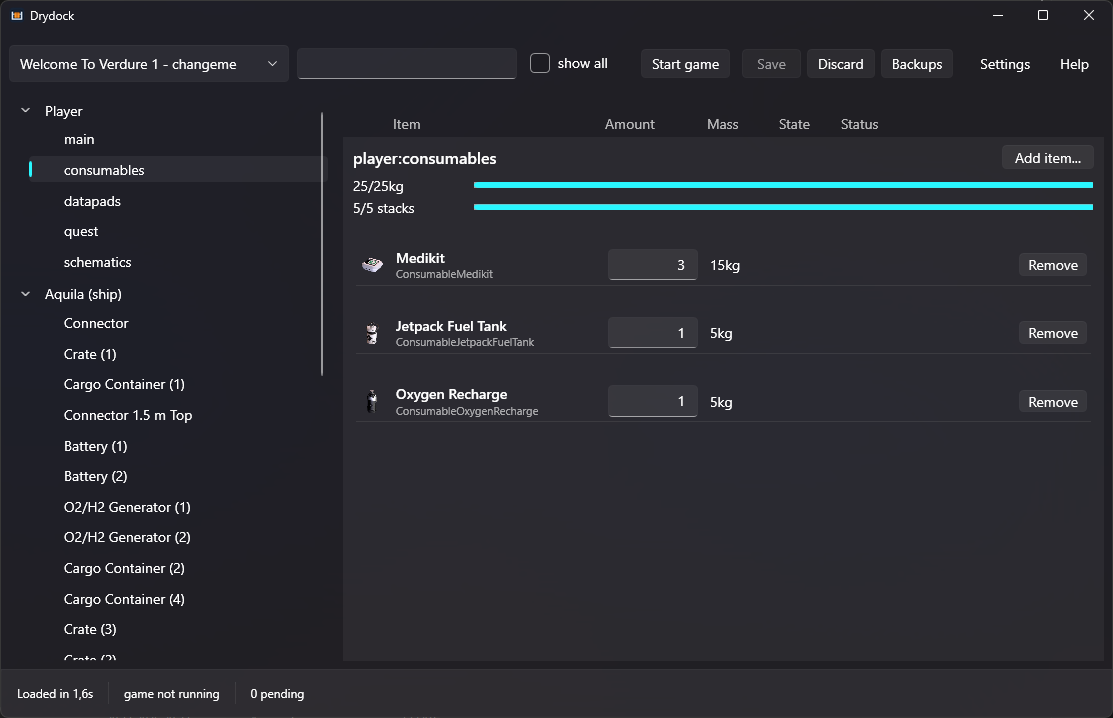 Drydock
Welcome To Verdure 1 - changeme
show all
Start game
Save
Discard
Backups
Settings
Help
Player
main
consumables
datapads
quest
schematics
Aquila (ship)
Connector
Crate (1)
Cargo Container (1)
Connector 1.5 m Top
Battery (1)
Battery (2)
O2/H2 Generator (1)
O2/H2 Generator (2)
Cargo Container (2)
Cargo Container (4)
Crate (3)
Crate (2)
Item Amount Mass State Status
player:consumables
Add item...
25/25kg
5/5 stacks
Medikit
ConsumableMedikit
3 15kg Remove
Jetpack Fuel Tank
ConsumableJetpackFuelTank
1 5kg Remove
Oxygen Recharge
ConsumableOxygenRecharge
1 5kg Remove
Loaded in 1,6s
game not running
0 pending